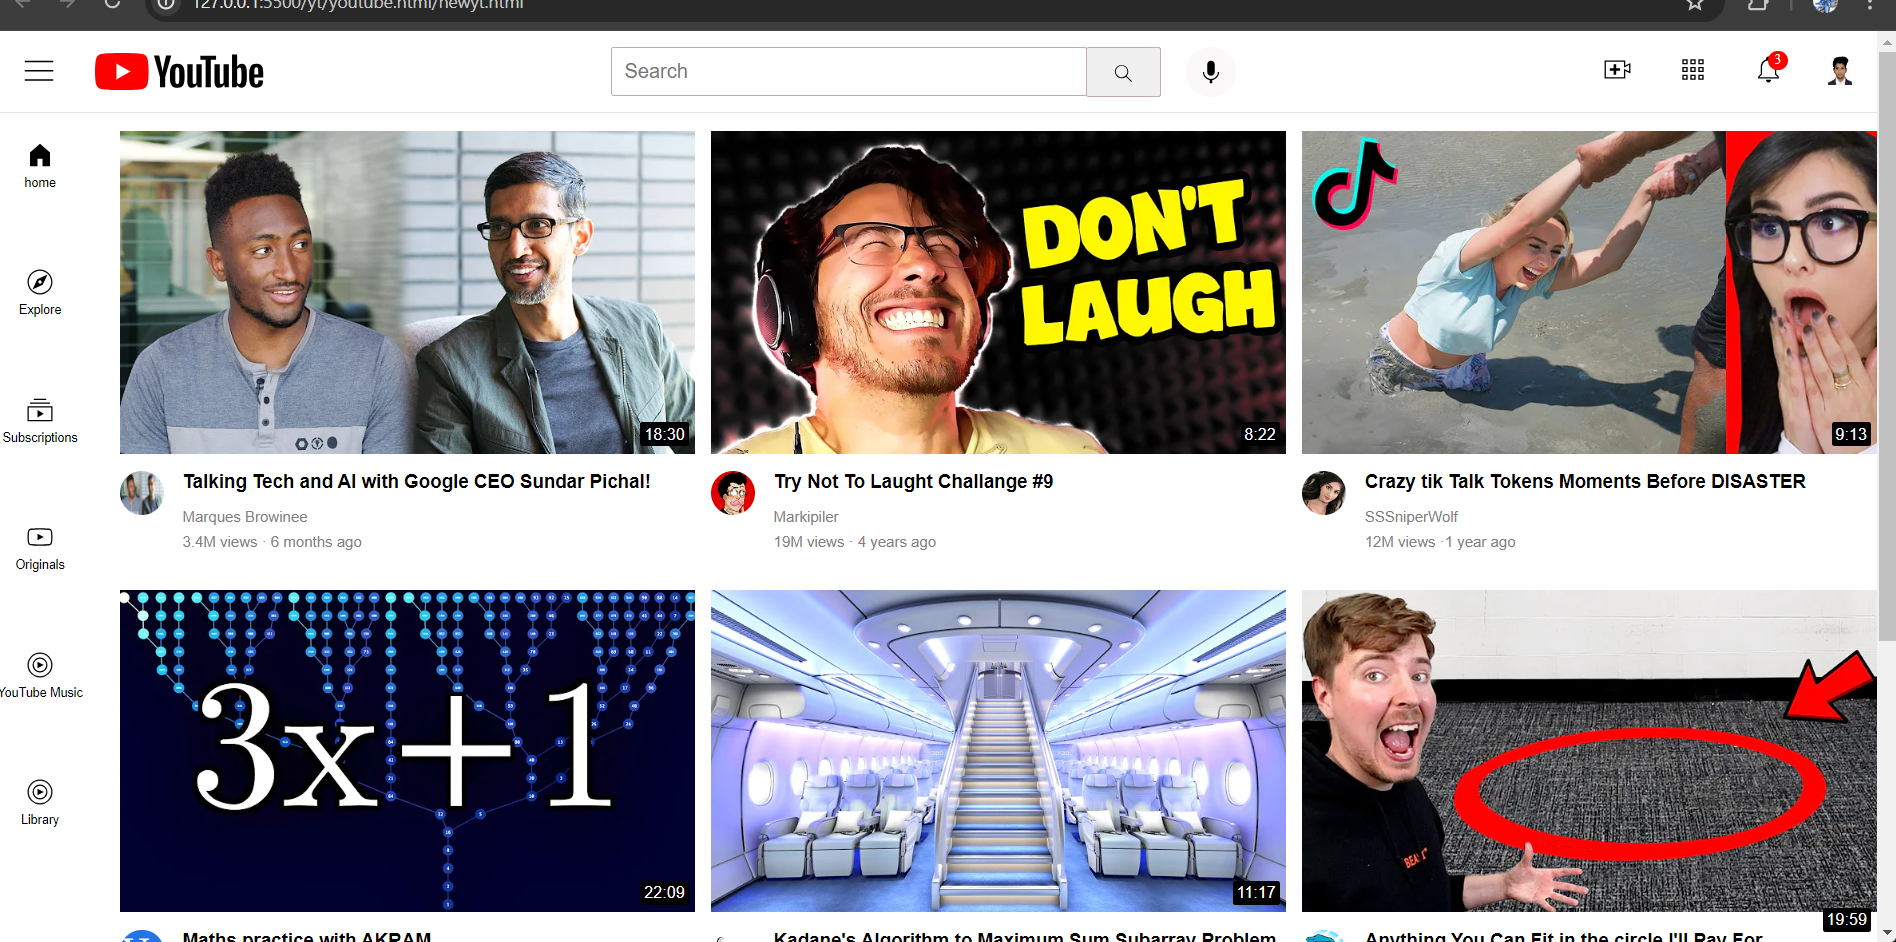 127.0.0.1:5500/yt/youtube.html/newyt.html
YouTube
Search
3
home
Explore
Subscriptions
Originals
YouTube Music
Library
DON'T
LAUGH
18:30
8:22
9:13
Talking Tech and AI with Google CEO Sundar Pichal!
Marques Browinee
3.4M views · 6 months ago
Try Not To Laught Challange #9
Markipiler
19M views · 4 years ago
Crazy tik Talk Tokens Moments Before DISASTER
SSSniperWolf
12M views ·1 year ago
3x+1
22:09
11:17
19:59
Maths practice with AKRAM
Kadane's Algorithm to Maximum Sum Subarray Problem
Anything You Can Fit in the circle I'll Pay For